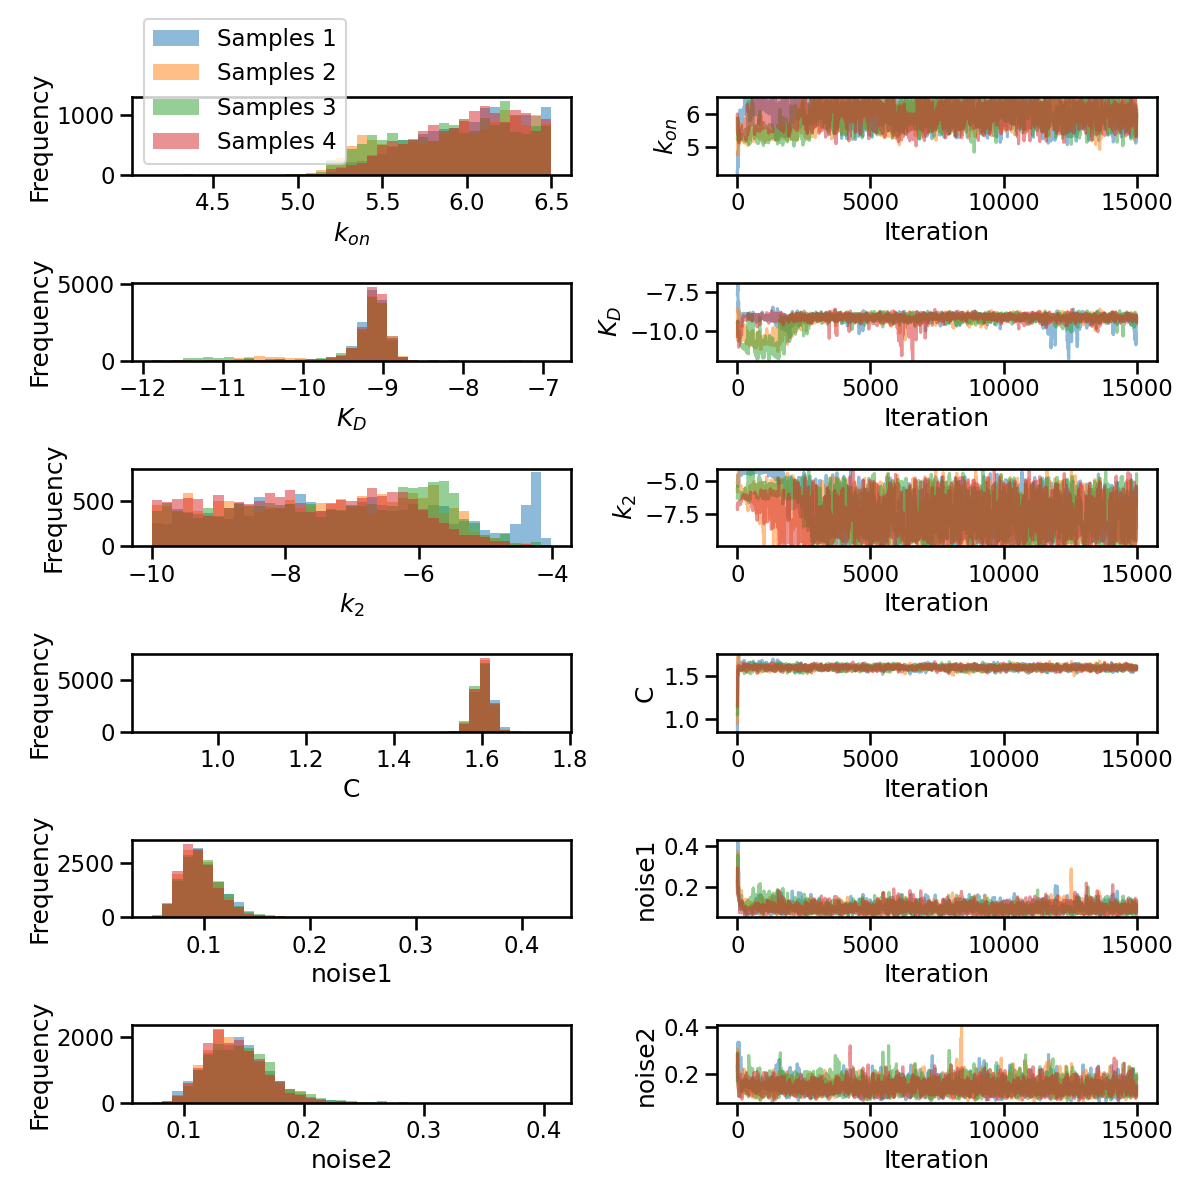 Samples 1
Samples 2
Samples 3
Samples 4
Frequency
1000
0
4.5 5.0 5.5 6.0 6.5
k_on
k_on
6
5
0 5000 10000 15000
Iteration
Frequency
5000
0
−12 −11 −10 −9 −8 −7
K_D
K_D
−7.5
−10.0
0 5000 10000 15000
Iteration
Frequency
500
0
−10 −8 −6 −4
k_2
k_2
−5.0
−7.5
0 5000 10000 15000
Iteration
Frequency
5000
0
1.0 1.2 1.4 1.6 1.8
C
C
1.5
1.0
0 5000 10000 15000
Iteration
Frequency
2500
0
0.1 0.2 0.3 0.4
noise1
noise1
0.4
0.2
0 5000 10000 15000
Iteration
Frequency
2000
0
0.1 0.2 0.3 0.4
noise2
noise2
0.4
0.2
0 5000 10000 15000
Iteration